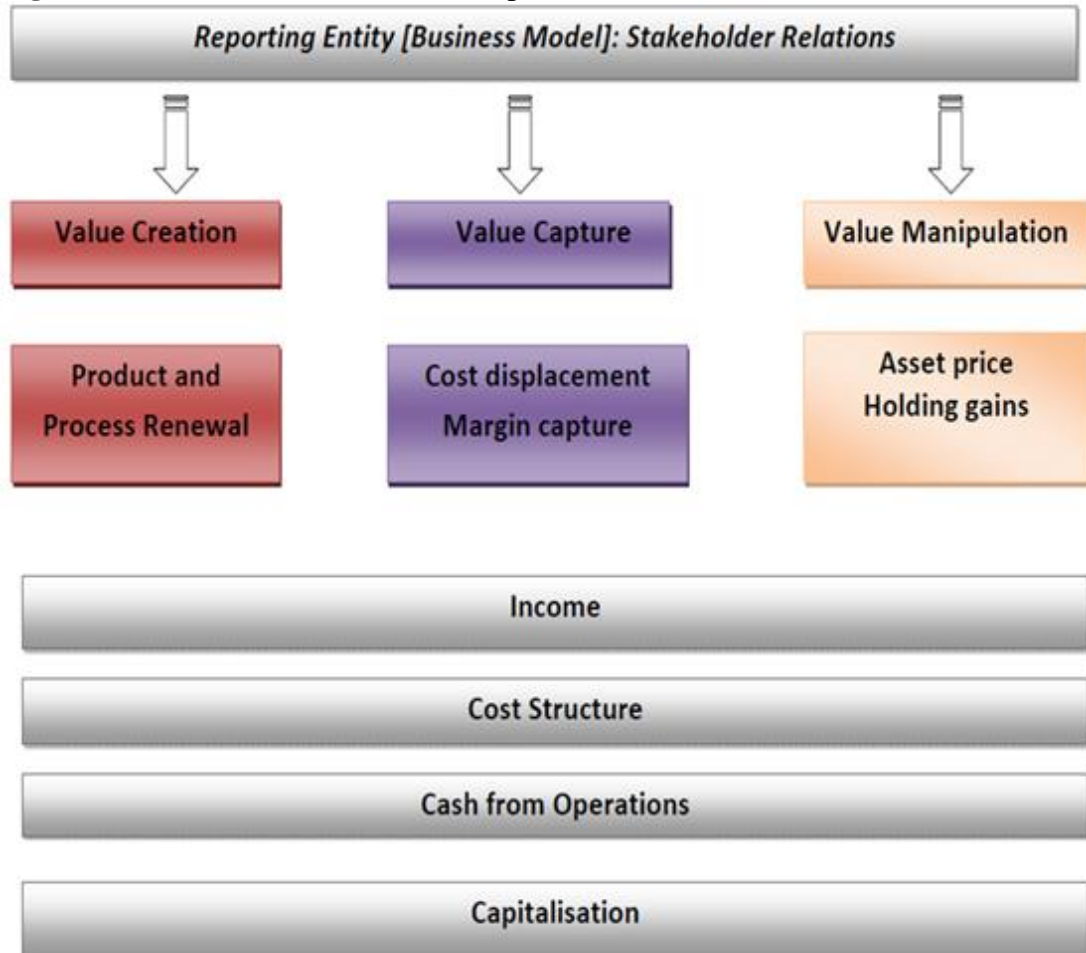 Reporting Entity [Business Model]: Stakeholder Relations
Value Creation
Value Capture
Value Manipulation
Product and
Process Renewal
Cost displacement
Margin capture
Asset price
Holding gains
Income
Cost Structure
Cash from Operations
Capitalisation